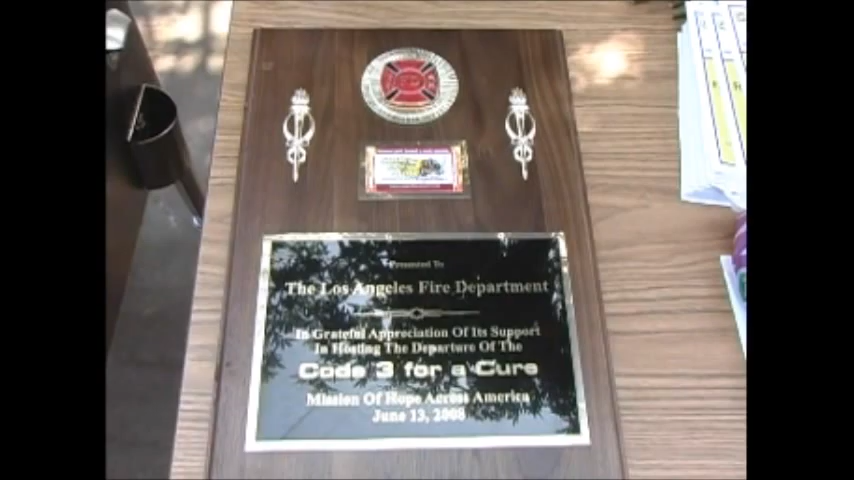 Presented To
The Los Angeles Fire Department
In Grateful Appreciation Of Its Support
In Hosting The Departure Of The
Code 3 for a Cure
Mission Of Hope Across America
June 13, 2008